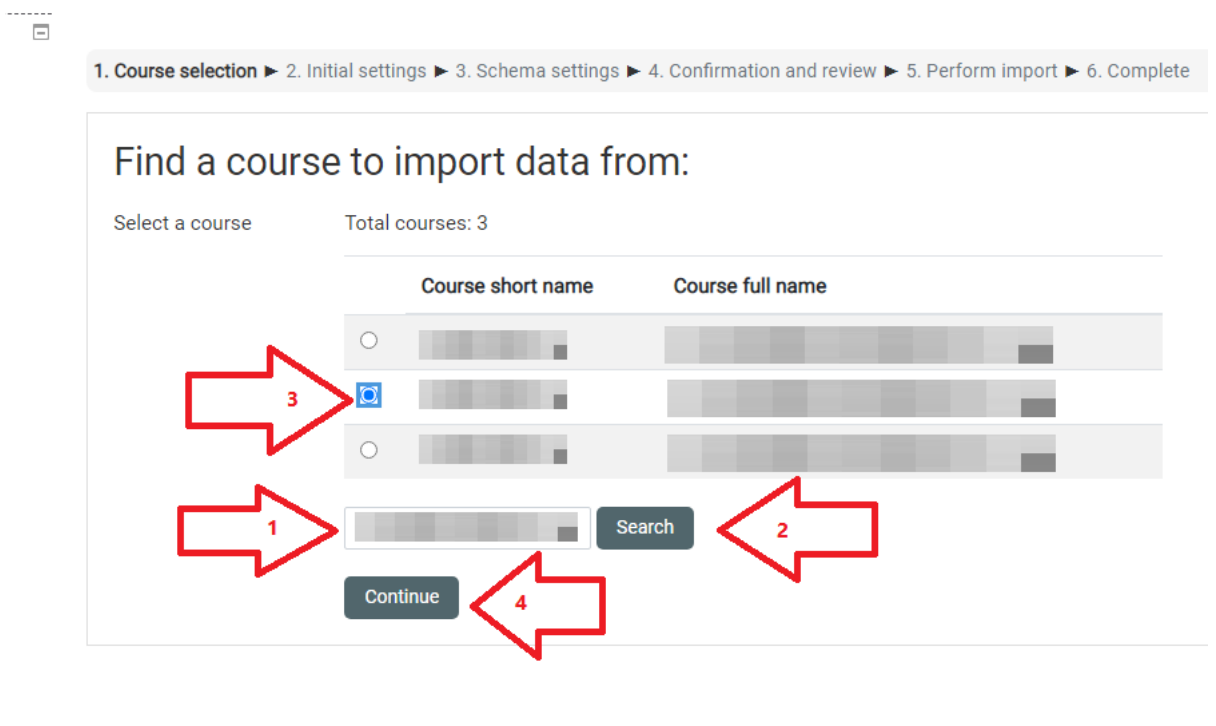 1. Course selection ► 2. Initial settings ► 3. Schema settings ► 4. Confirmation and review ► 5. Perform import ► 6. Complete
Find a course to import data from:
Select a course Total courses: 3
Course short name Course full name
3
1 Search 2
Continue 4